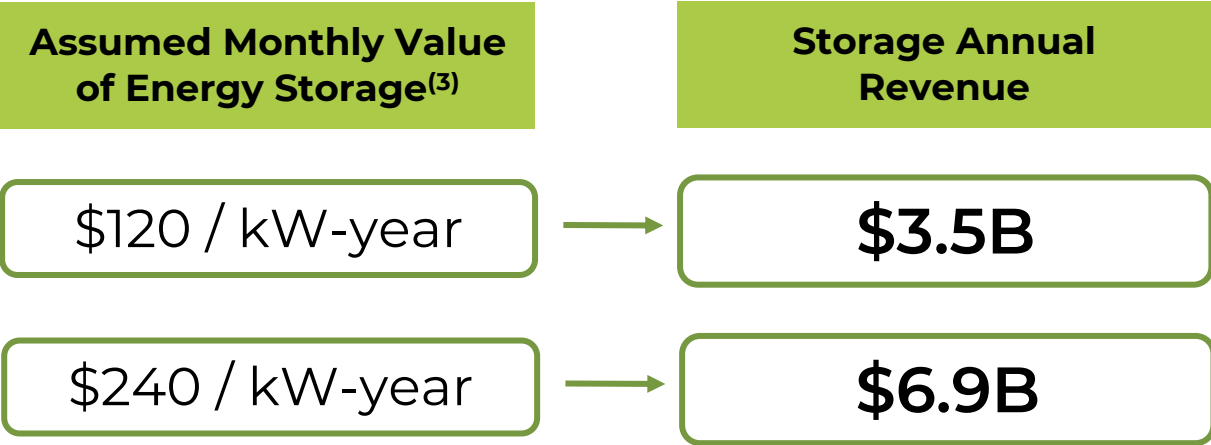 Assumed Monthly Value
of Energy Storage(3)
Storage Annual
Revenue
$120 / kW-year
$3.5B
$240 / kW-year
$6.9B